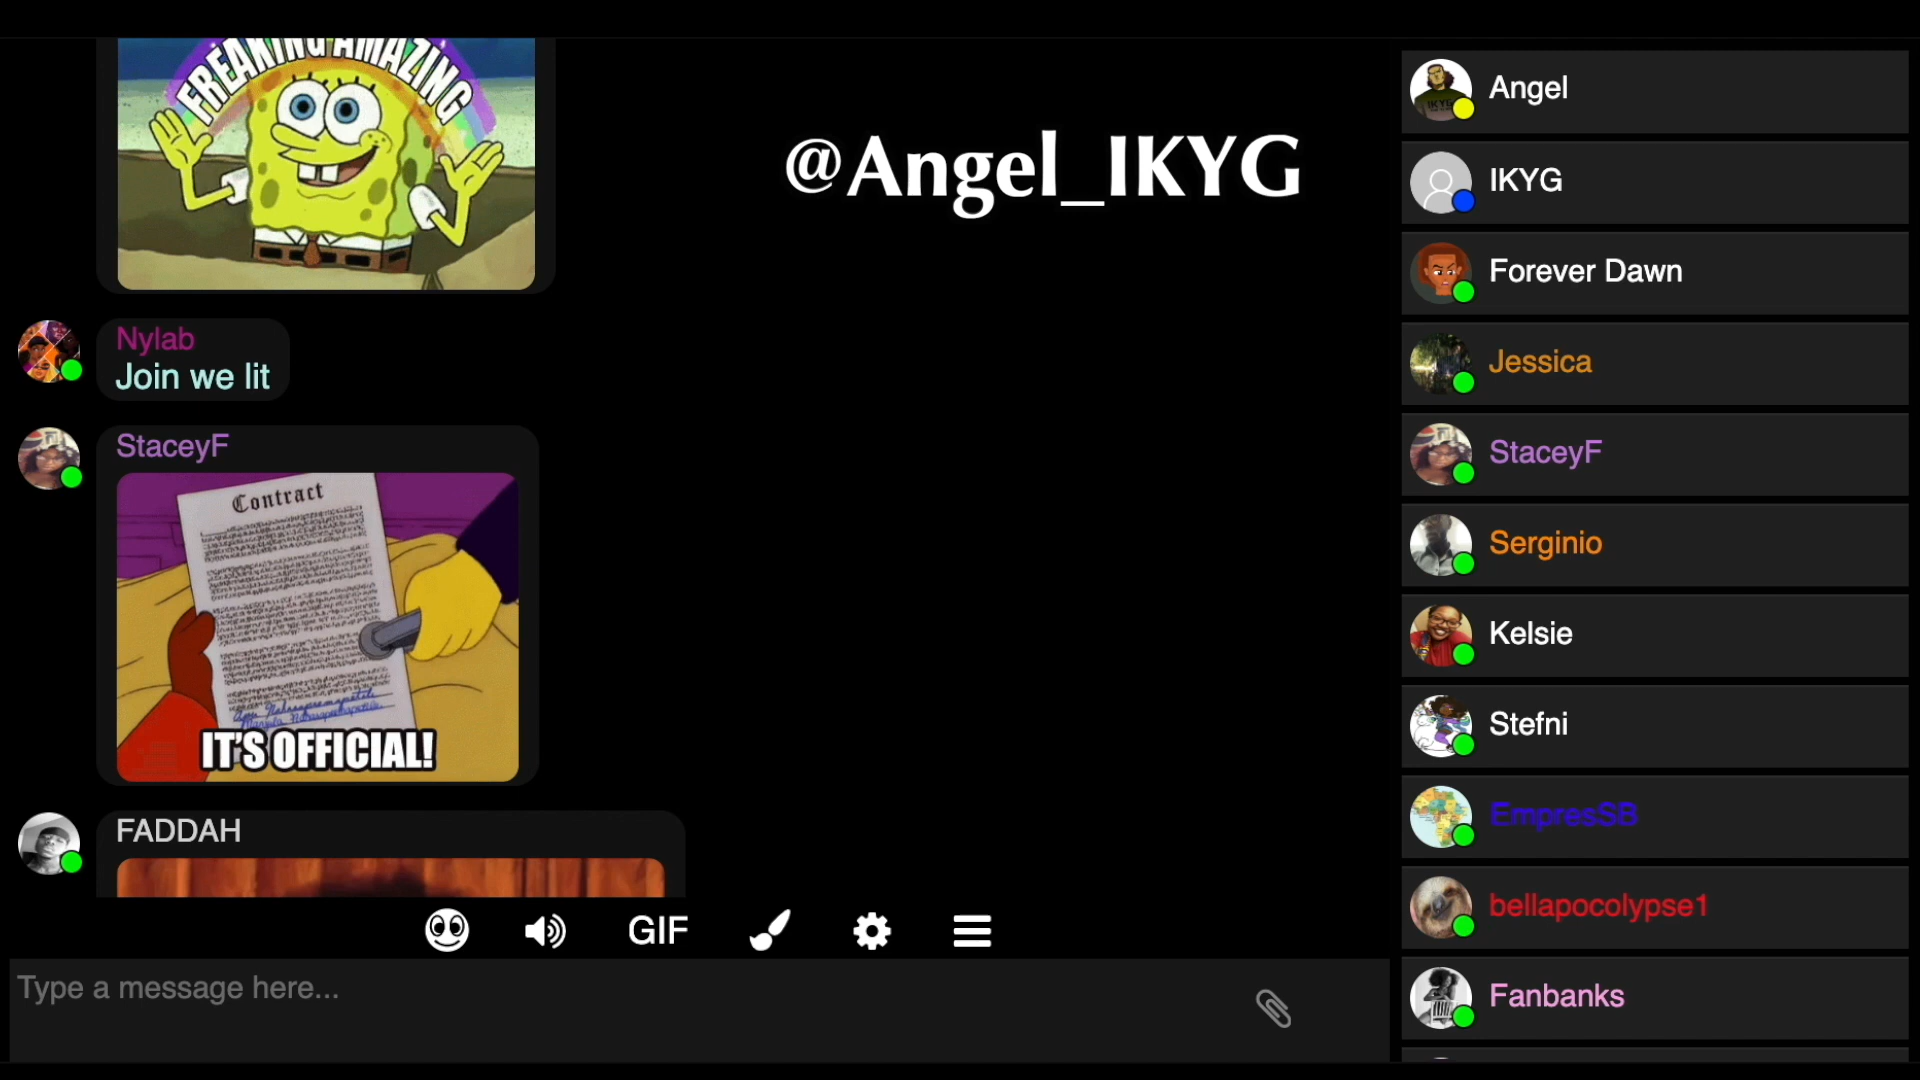 FREAKING AMAZING
@Angel_IKYG
Nylab
Join we lit
StaceyF
Contract
IT'S OFFICIAL!
FADDAH
GIF
Type a message here...
Angel
IKYG
Forever Dawn
Jessica
StaceyF
Serginio
Kelsie
Stefni
EmpresSB
bellapocolypse1
Fanbanks